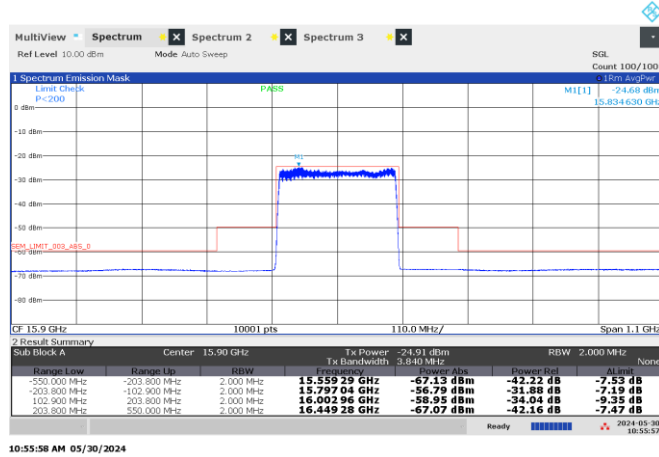 MultiView Spectrum X Spectrum 2 X Spectrum 3 X
Ref Level 10.00 dBm Mode Auto Sweep SGL
Count 100/100
1 Spectrum Emission Mask 1Rm AvgPwr
Limit Check PASS M1[1] -24.68 dBm
P<200 15.834630 GHz
0 dBm
-10 dBm
-20 dBm
M1
-30 dBm
-40 dBm
-50 dBm
SEM_LIMIT_003_ABS_0
-60 dBm
-70 dBm
-80 dBm
CF 15.9 GHz 10001 pts 110.0 MHz/ Span 1.1 GHz
2 Result Summary
Sub Block A Center 15.90 GHz Tx Power -24.91 dBm RBW 2.000 MHz
Tx Bandwidth 3.840 MHz None
Range Low Range Up RBW Frequency Power Abs Power Rel ΔLimit
-550.000 MHz -203.800 MHz 2.000 MHz 15.559 29 GHz -67.13 dBm -42.22 dB -7.53 dB
-203.800 MHz -102.900 MHz 2.000 MHz 15.797 04 GHz -56.79 dBm -31.88 dB -7.19 dB
102.900 MHz 203.800 MHz 2.000 MHz 16.002 96 GHz -58.95 dBm -34.04 dB -9.35 dB
203.800 MHz 550.000 MHz 2.000 MHz 16.449 28 GHz -67.07 dBm -42.16 dB -7.47 dB
Ready 2024-05-30
10:55:57
10:55:58 AM 05/30/2024